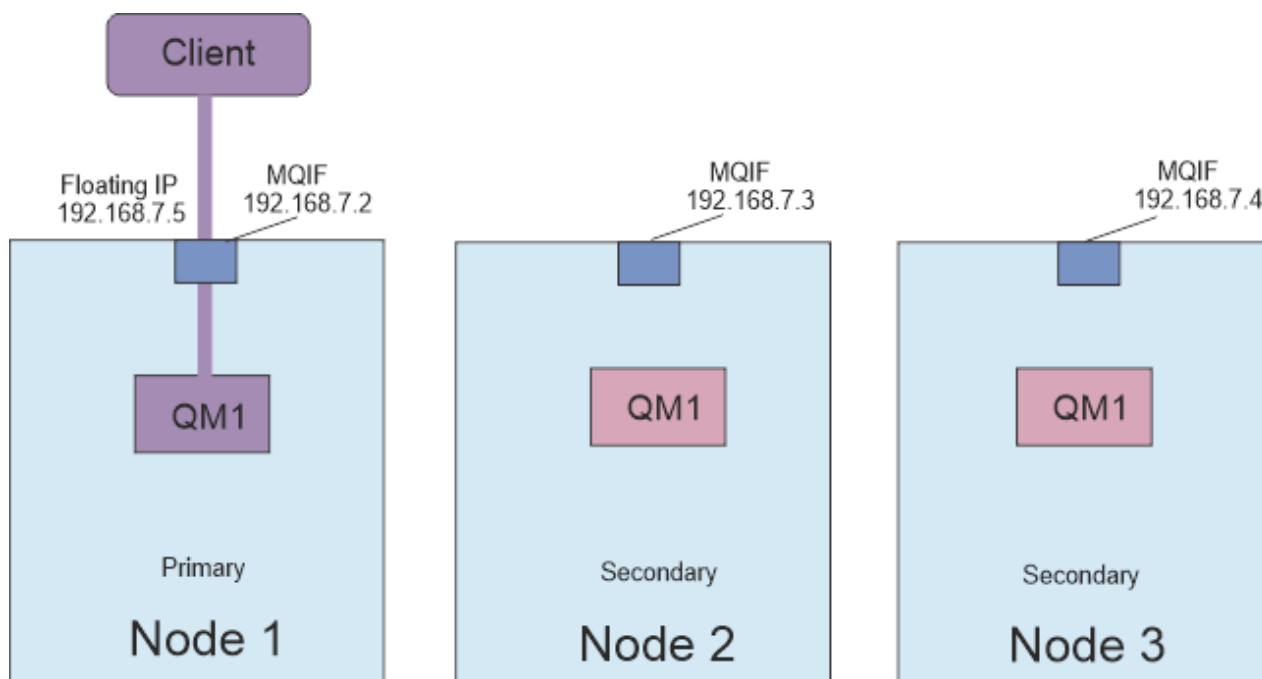 Client
Floating IP
192.168.7.5
MQIF
192.168.7.2
MQIF
192.168.7.3
MQIF
192.168.7.4
QM1
QM1
QM1
Primary
Secondary
Secondary
Node 1
Node 2
Node 3